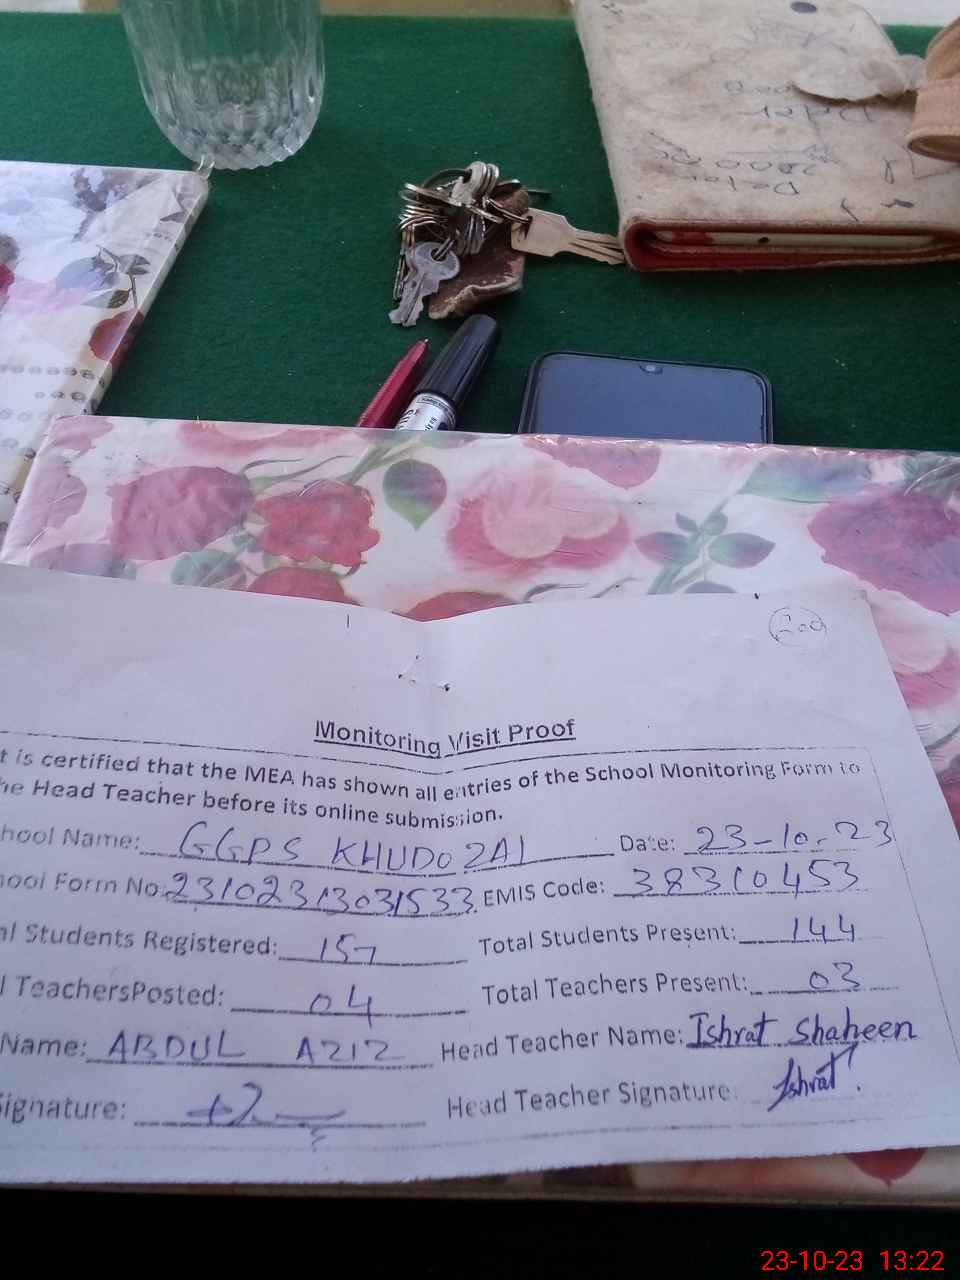 Monitoring Visit Proof
t is certified that the MEA has shown all entries of the School Monitoring Form to
he Head Teacher before its online submission.
hool Name: GGPS KHUDOZAI Date: 23-10-23
hool Form No: 23102313031533 EMIS Code: 38310453
al Students Registered: 157 Total Students Present: 144
l TeachersPosted: 04 Total Teachers Present: 03
Name: ABDUL AZIZ Head Teacher Name: Ishrat Shaheen
Signature: Head Teacher Signature: Ishrat
23-10-23 13:22